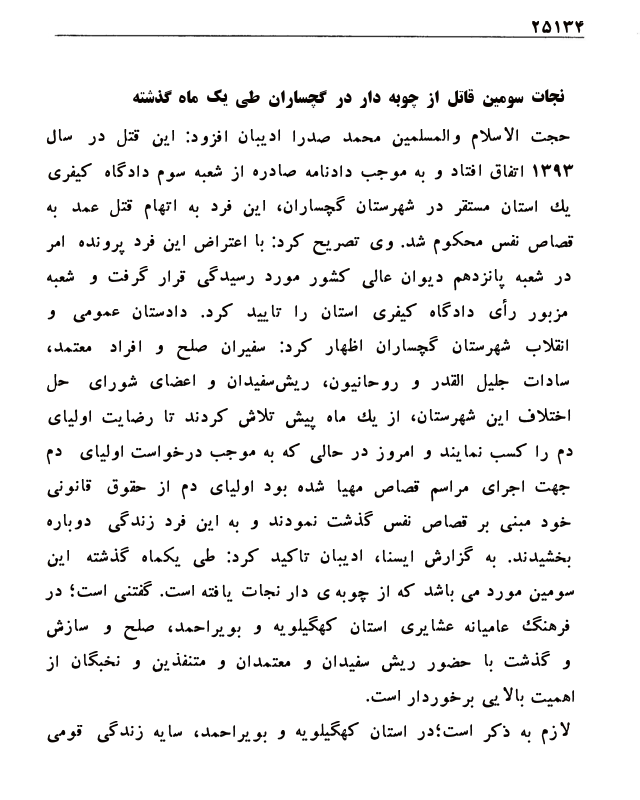 ۲۵۱۳۴
نجات سومین قاتل از چوبه دار در گچساران طی یک ماه گذشته
حجت الاسلام والمسلمین محمد صدرا ادیبان افزود: این قتل در سال
۱۳۹۳ اتفاق افتاد و به موجب دادنامه صادره از شعبه سوم دادگاه کیفری
یك استان مستقر در شهرستان گچساران، این فرد به اتهام قتل عمد به
قصاص نفس محکوم شد. وی تصریح کرد: با اعتراض این فرد پرونده امر
در شعبه پانزدهم دیوان عالی کشور مورد رسیدگی قرار گرفت و شعبه
مزبور رأی دادگاه کیفری استان را تایید کرد. دادستان عمومی و
انقلاب شهرستان گچساران اظهار کرد: سفیران صلح و افراد معتمد،
سادات جلیل القدر و روحانیون، ریش‌سفیدان و اعضای شورای حل
اختلاف این شهرستان، از یك ماه پیش تلاش کردند تا رضایت اولیای
دم را کسب نمایند و امروز در حالی که به موجب درخواست اولیای دم
جهت اجرای مراسم قصاص مهیا شده بود اولیای دم از حقوق قانونی
خود مبنی بر قصاص نفس گذشت نمودند و به این فرد زندگی دوباره
بخشیدند. به گزارش ایسنا، ادیبان تاکید کرد: طی یکماه گذشته این
سومین مورد می باشد که از چوبه ی دار نجات یافته است. گفتنی است؛ در
فرهنگ عامیانه عشایری استان کهگیلویه و بویراحمد، صلح و سازش
و گذشت با حضور ریش سفیدان و معتمدان و متنفذین و نخبگان از
اهمیت بالایی برخوردار است.
لازم به ذکر است؛در استان کهگیلویه و بویراحمد، سایه زندگی قومی